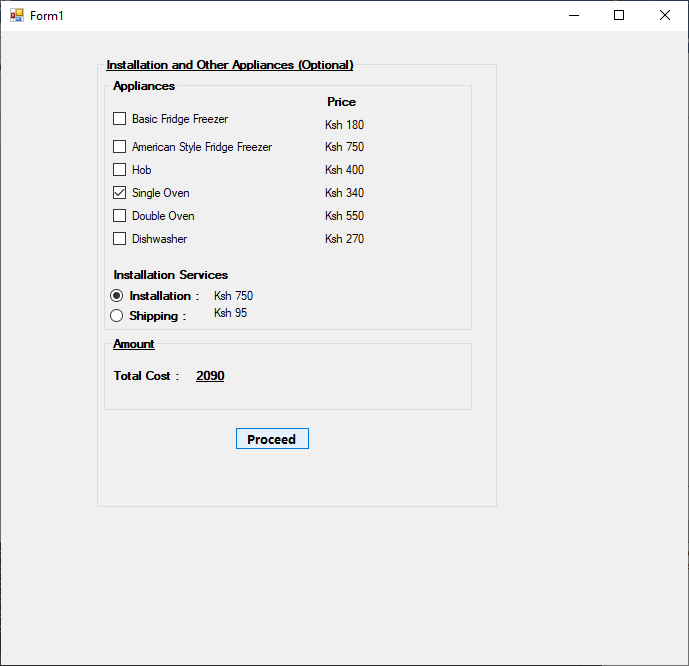 Form1
Installation and Other Appliances (Optional)
Appliances
Price
Basic Fridge Freezer Ksh 180
American Style Fridge Freezer Ksh 750
Hob Ksh 400
Single Oven Ksh 340
Double Oven Ksh 550
Dishwasher Ksh 270
Installation Services
Installation : Ksh 750
Shipping : Ksh 95
Amount
Total Cost : 2090
Proceed